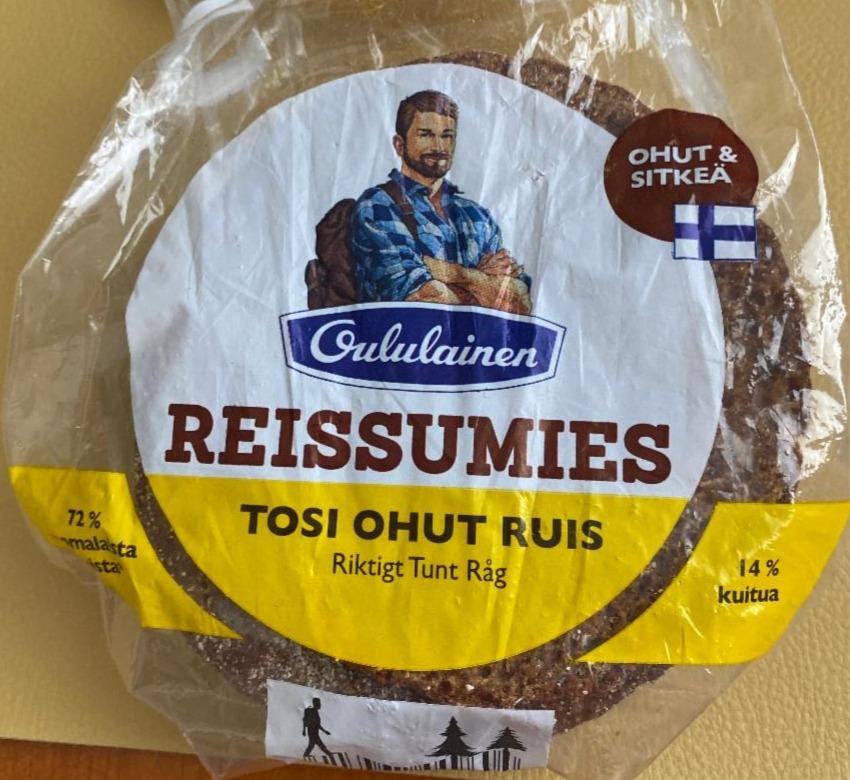 OHUT &
SITKEÄ
Oululainen
REISSUMIES
TOSI OHUT RUIS
Riktigt Tunt Råg
72 %
14 %
kuitua